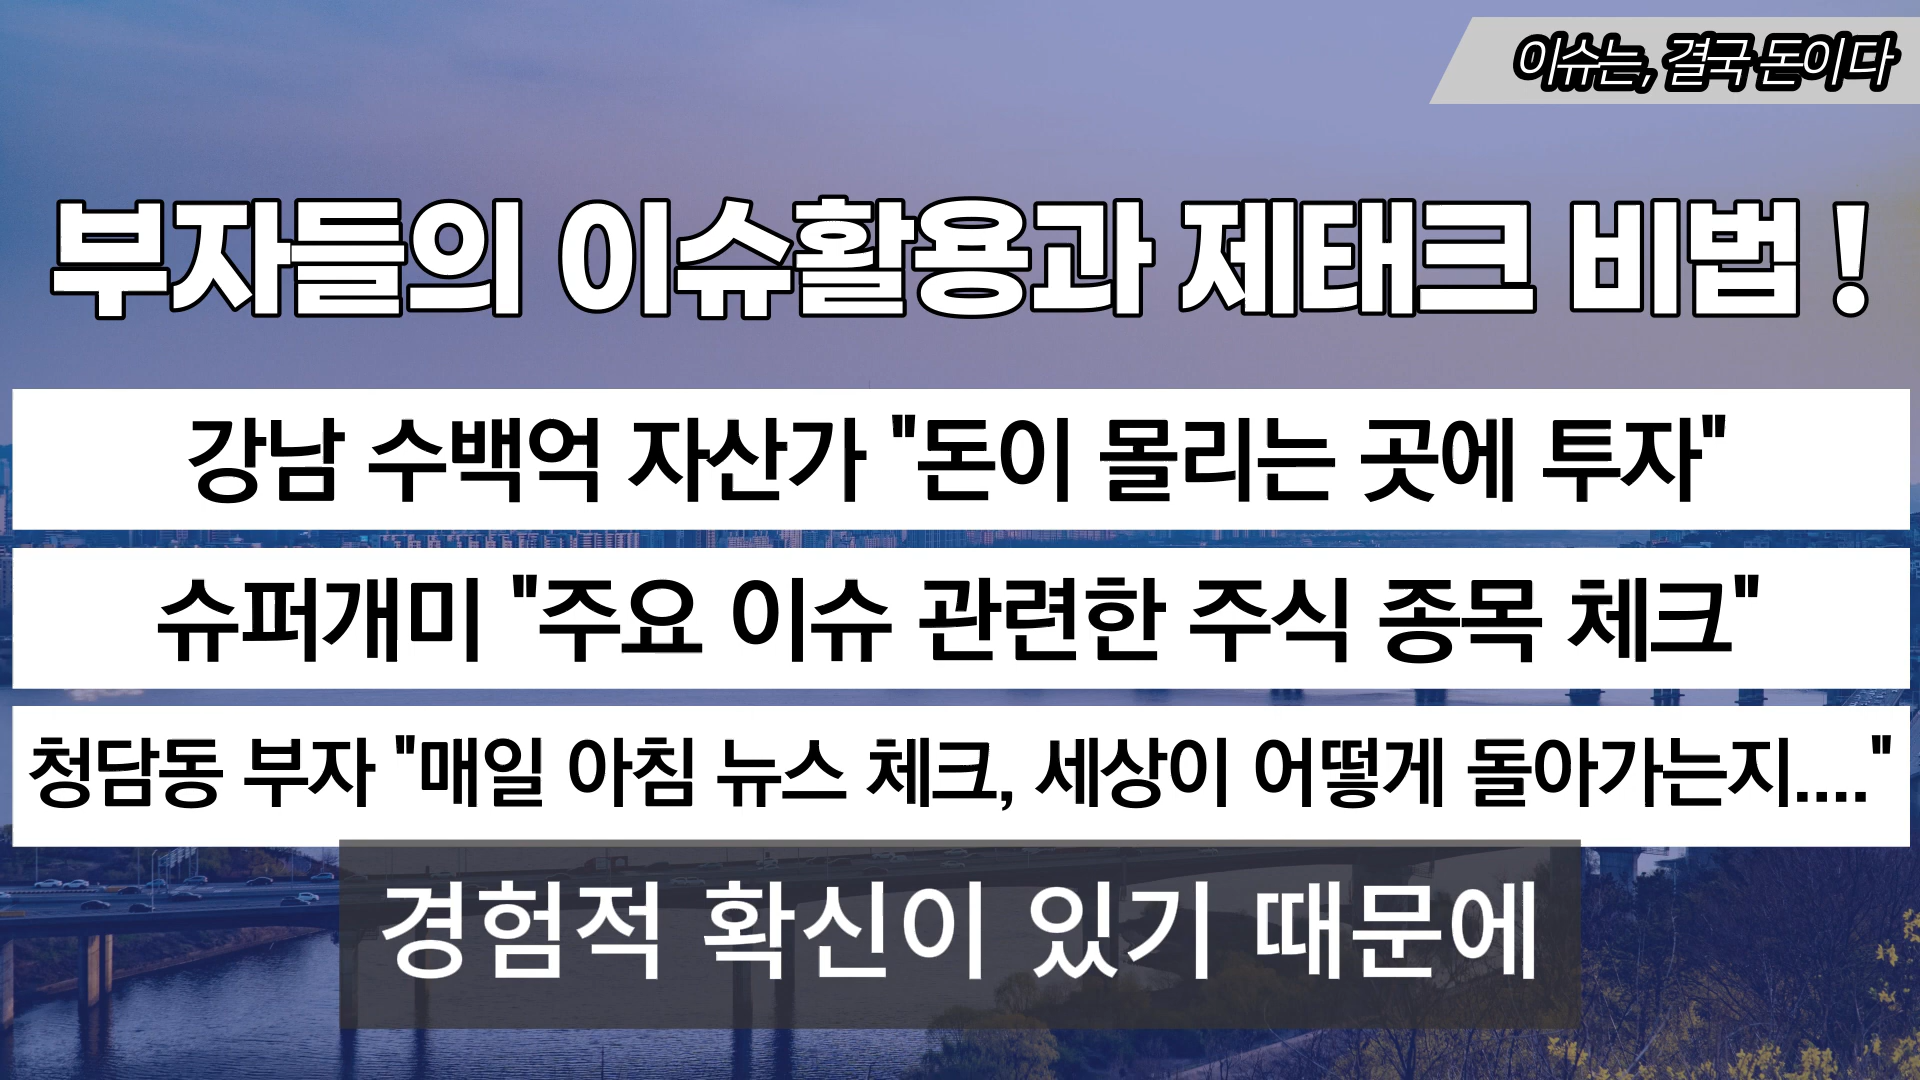 이슈는, 결국 돈이다
부자들의 이슈활용과 제태크 비법 !
강남 수백억 자산가 "돈이 몰리는 곳에 투자"
슈퍼개미 "주요 이슈 관련한 주식 종목 체크"
청담동 부자 "매일 아침 뉴스 체크, 세상이 어떻게 돌아가는지...."
경험적 확신이 있기 때문에